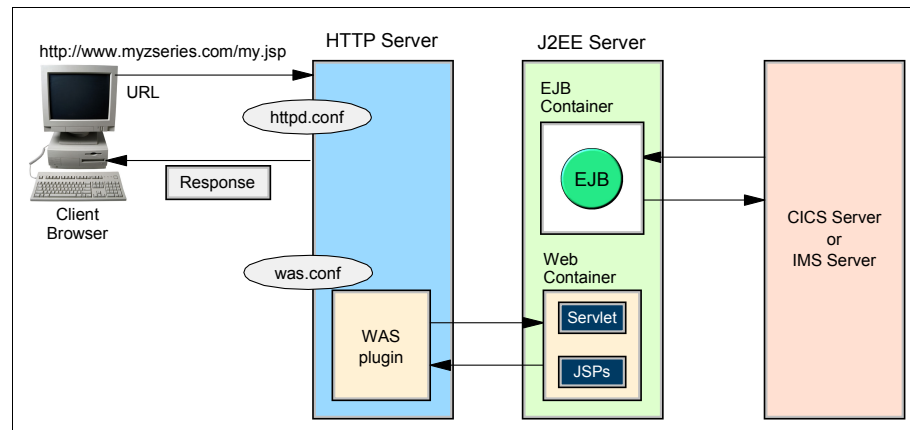 HTTP Server
J2EE Server
http://www.myzseries.com/my.jsp
URL
httpd.conf
Response
Client
Browser
was.conf
WAS
plugin
EJB
Container
EJB
Web
Container
Servlet
JSPs
CICS Server
or
IMS Server